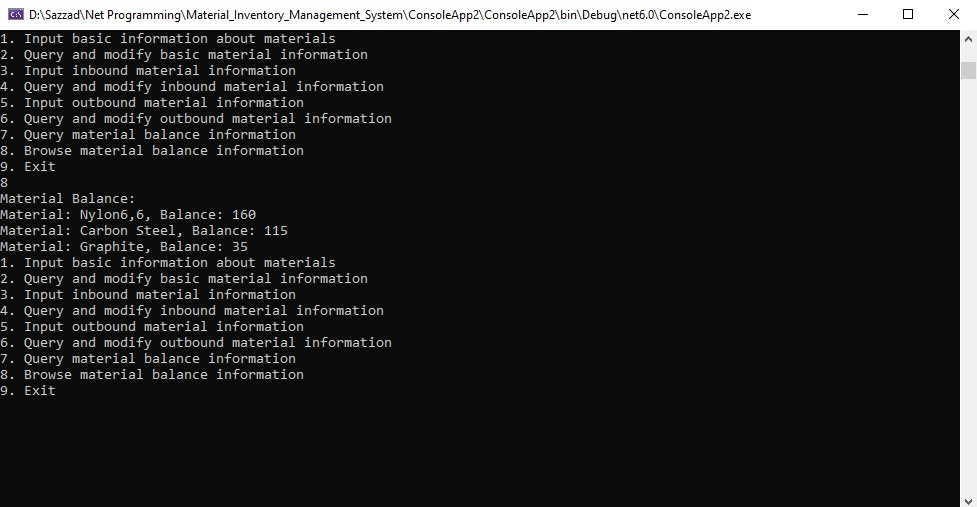 D:\Sazzad\Net Programming\Material_Inventory_Management_System\ConsoleApp2\ConsoleApp2\bin\Debug\net6.0\ConsoleApp2.exe
1. Input basic information about materials
2. Query and modify basic material information
3. Input inbound material information
4. Query and modify inbound material information
5. Input outbound material information
6. Query and modify outbound material information
7. Query material balance information
8. Browse material balance information
9. Exit
8
Material Balance:
Material: Nylon6,6, Balance: 160
Material: Carbon Steel, Balance: 115
Material: Graphite, Balance: 35
1. Input basic information about materials
2. Query and modify basic material information
3. Input inbound material information
4. Query and modify inbound material information
5. Input outbound material information
6. Query and modify outbound material information
7. Query material balance information
8. Browse material balance information
9. Exit